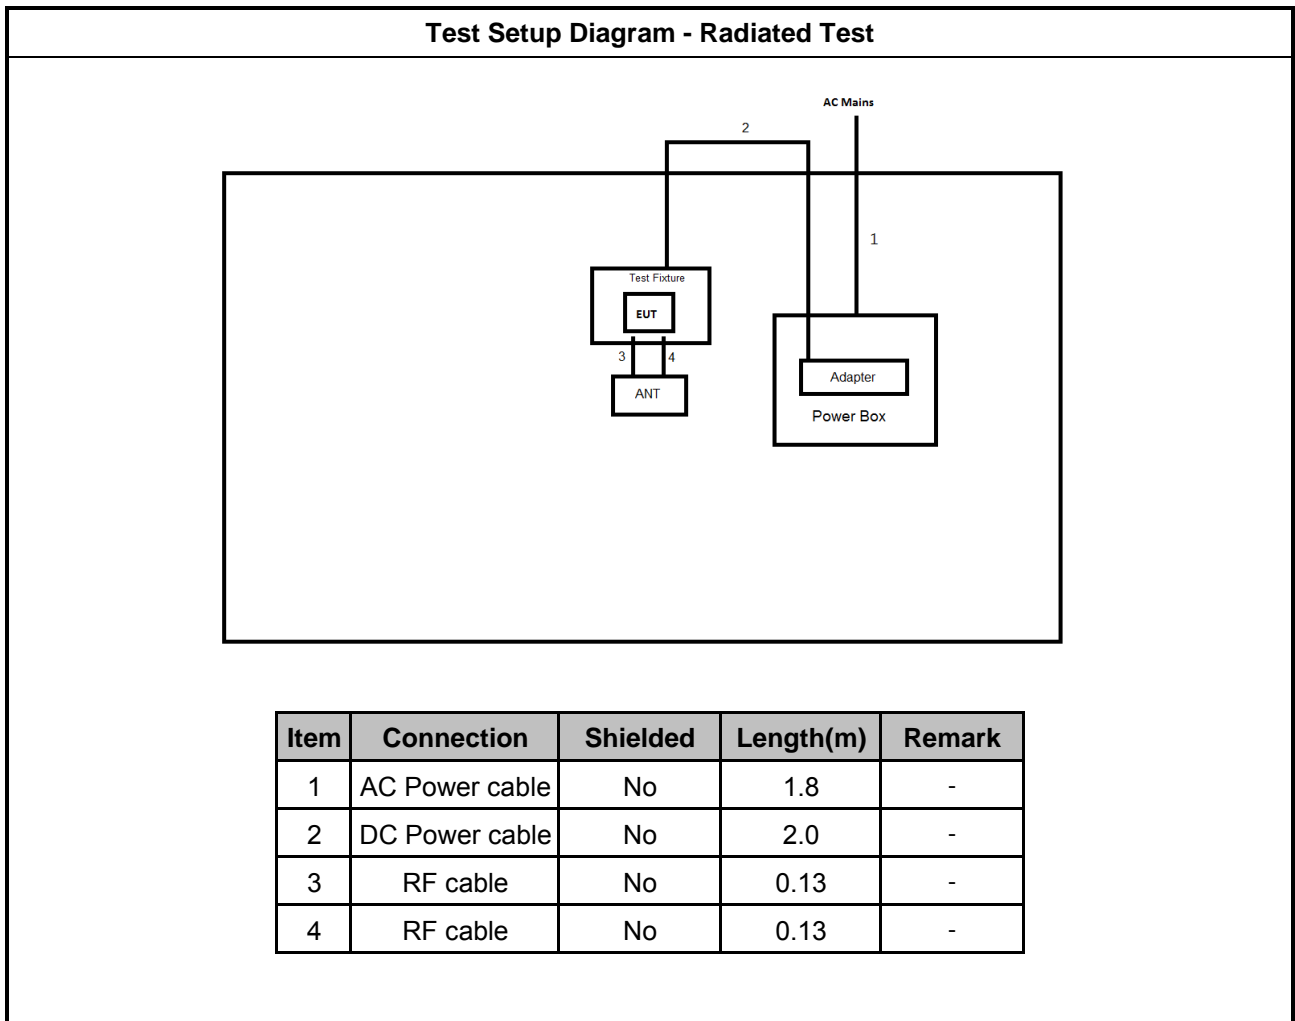 Test Setup Diagram - Radiated Test
AC Mains
2
1
Test Fixture
EUT
3 4
ANT
Adapter
Power Box
Item Connection Shielded Length(m) Remark
1 AC Power cable No 1.8 -
2 DC Power cable No 2.0 -
3 RF cable No 0.13 -
4 RF cable No 0.13 -